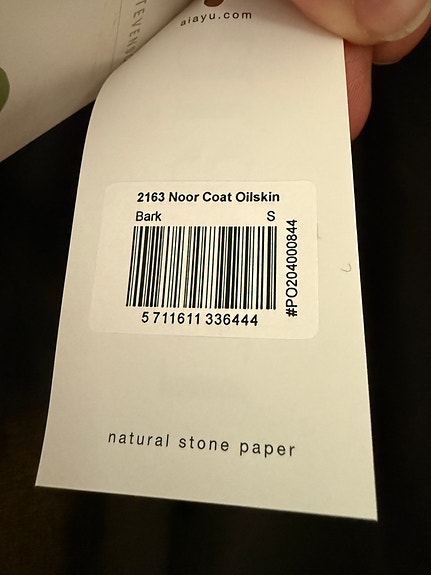 aiayu.com
2163 Noor Coat Oilskin
Bark S
#PO204000844
5 711611 336444
natural stone paper